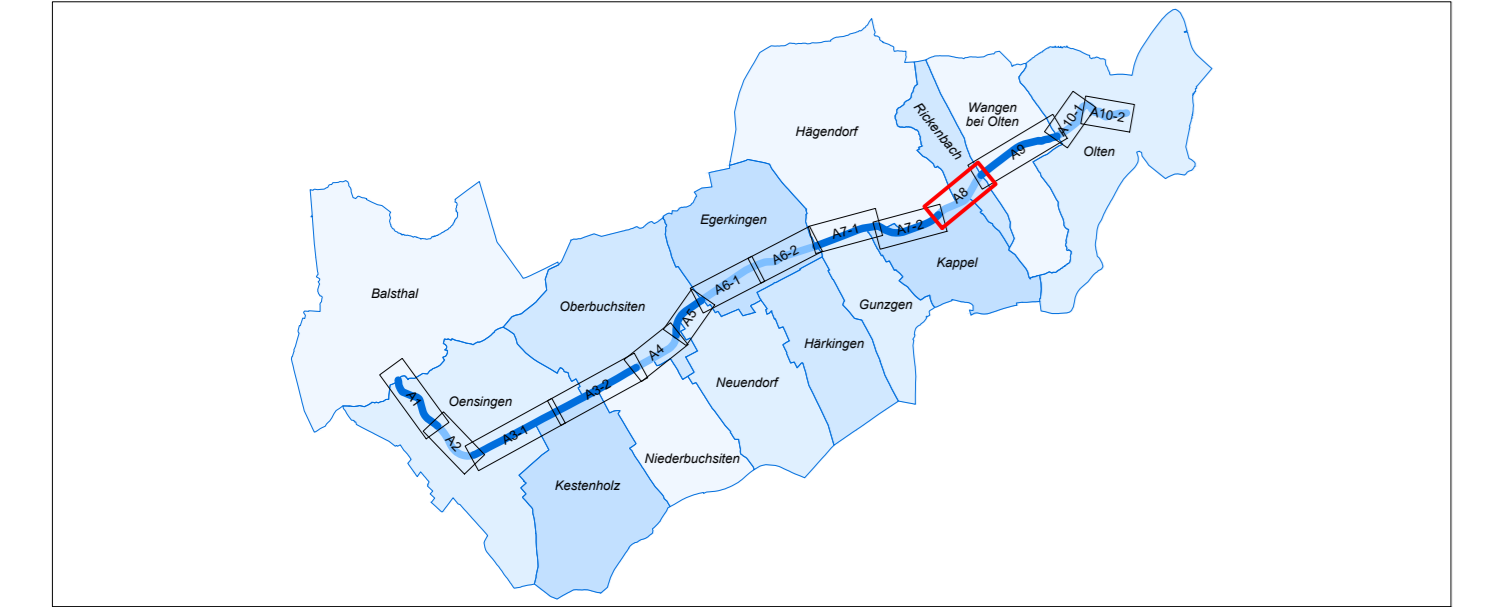 Hägendorf
Rickenbach
Wangen
bei Olten
A10-1
A10-2
Olten
A9
A8
Egerkingen
A7-1
A7-2
A6-2
Kappel
A6-1
Balsthal
Oberbuchsiten
Gunzgen
A5
Härkingen
A4
Neuendorf
A3-2
A1
Oensingen
A3-1
A2
Niederbuchsiten
Kestenholz